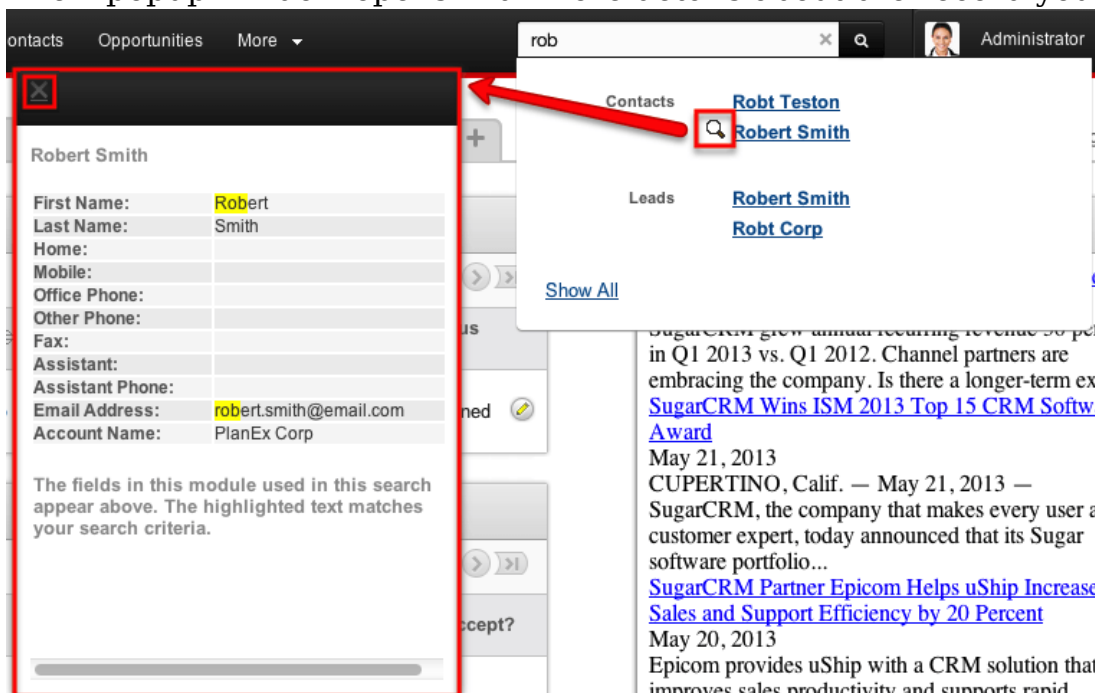 Contacts Opportunities More
rob
Administrator
Robert Smith
First Name: Robert
Last Name: Smith
Home:
Mobile:
Office Phone:
Other Phone:
Fax:
Assistant:
Assistant Phone:
Email Address: robert.smith@email.com
Account Name: PlanEx Corp
The fields in this module used in this search
appear above. The highlighted text matches
your search criteria.
Contacts Robt Teston
Robert Smith
Leads Robert Smith
Robt Corp
Show All
in Q1 2013 vs. Q1 2012. Channel partners are
embracing the company. Is there a longer-term
SugarCRM Wins ISM 2013 Top 15 CRM
Award
May 21, 2013
CUPERTINO, Calif. — May 21, 2013 —
SugarCRM, the company that makes every user
customer expert, today announced that its Sugar
software portfolio...
SugarCRM Partner Epicom Helps uShip Increase
Sales and Support Efficiency by 20 Percent
May 20, 2013
Epicom provides uShip with a CRM solution that
improves sales productivity and supports rapid